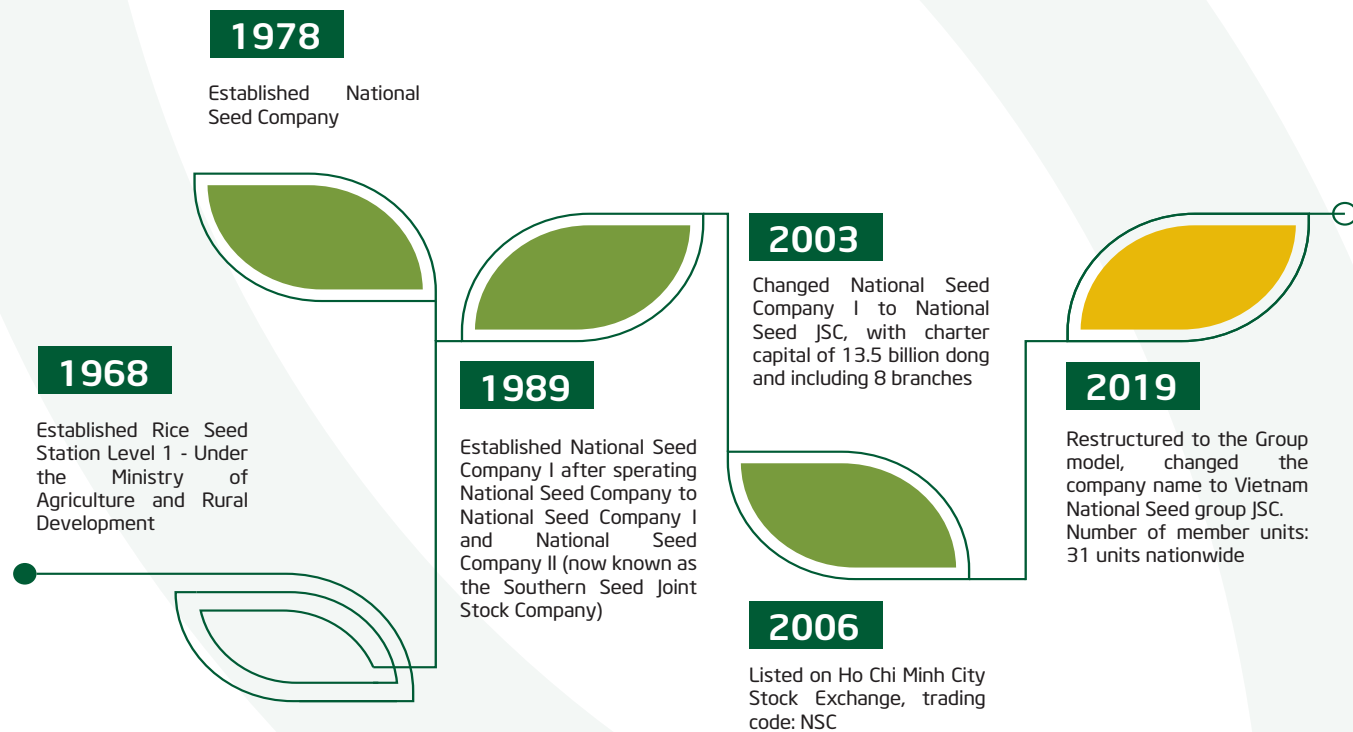 1978
Established National
Seed Company
1968
Established Rice Seed
Station Level 1 - Under
the Ministry of
Agriculture and Rural
Development
1989
Established National Seed
Company I after sperating
National Seed Company to
National Seed Company I
and National Seed
Company II (now known as
the Southern Seed Joint
Stock Company)
2003
Changed National Seed
Company I to National
Seed JSC, with charter
capital of 13.5 billion dong
and including 8 branches
2006
Listed on Ho Chi Minh City
Stock Exchange, trading
code: NSC
2019
Restructured to the Group
model, changed the
company name to Vietnam
National Seed group JSC.
Number of member units:
31 units nationwide